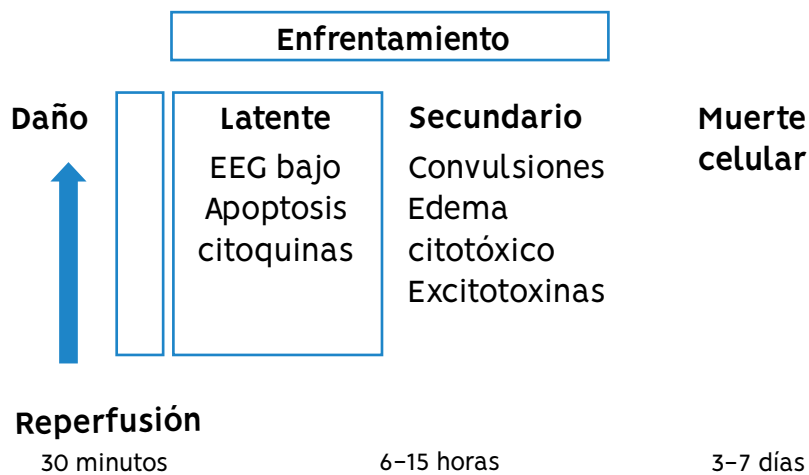 Enfrentamiento
Daño
Latente
EEG bajo
Apoptosis
citoquinas
Secundario
Convulsiones
Edema
citotóxico
Excitotoxinas
Muerte
celular
Reperfusión
30 minutos
6–15 horas
3–7 días